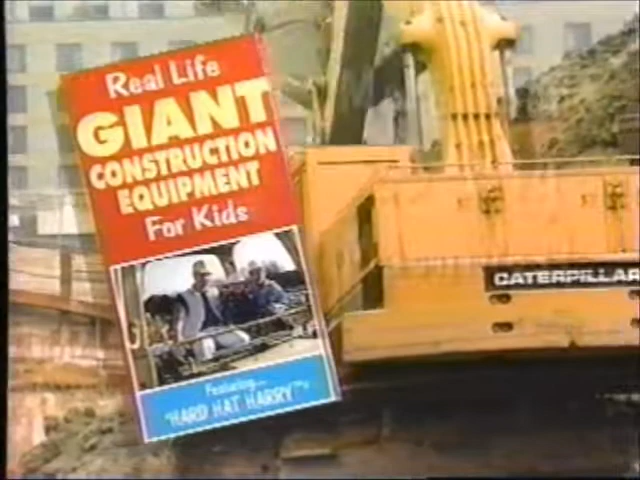 Real Life
GIANT
CONSTRUCTION
EQUIPMENT
For Kids
Featuring...
"HARD HAT HARRY"™
CATERPILLAR